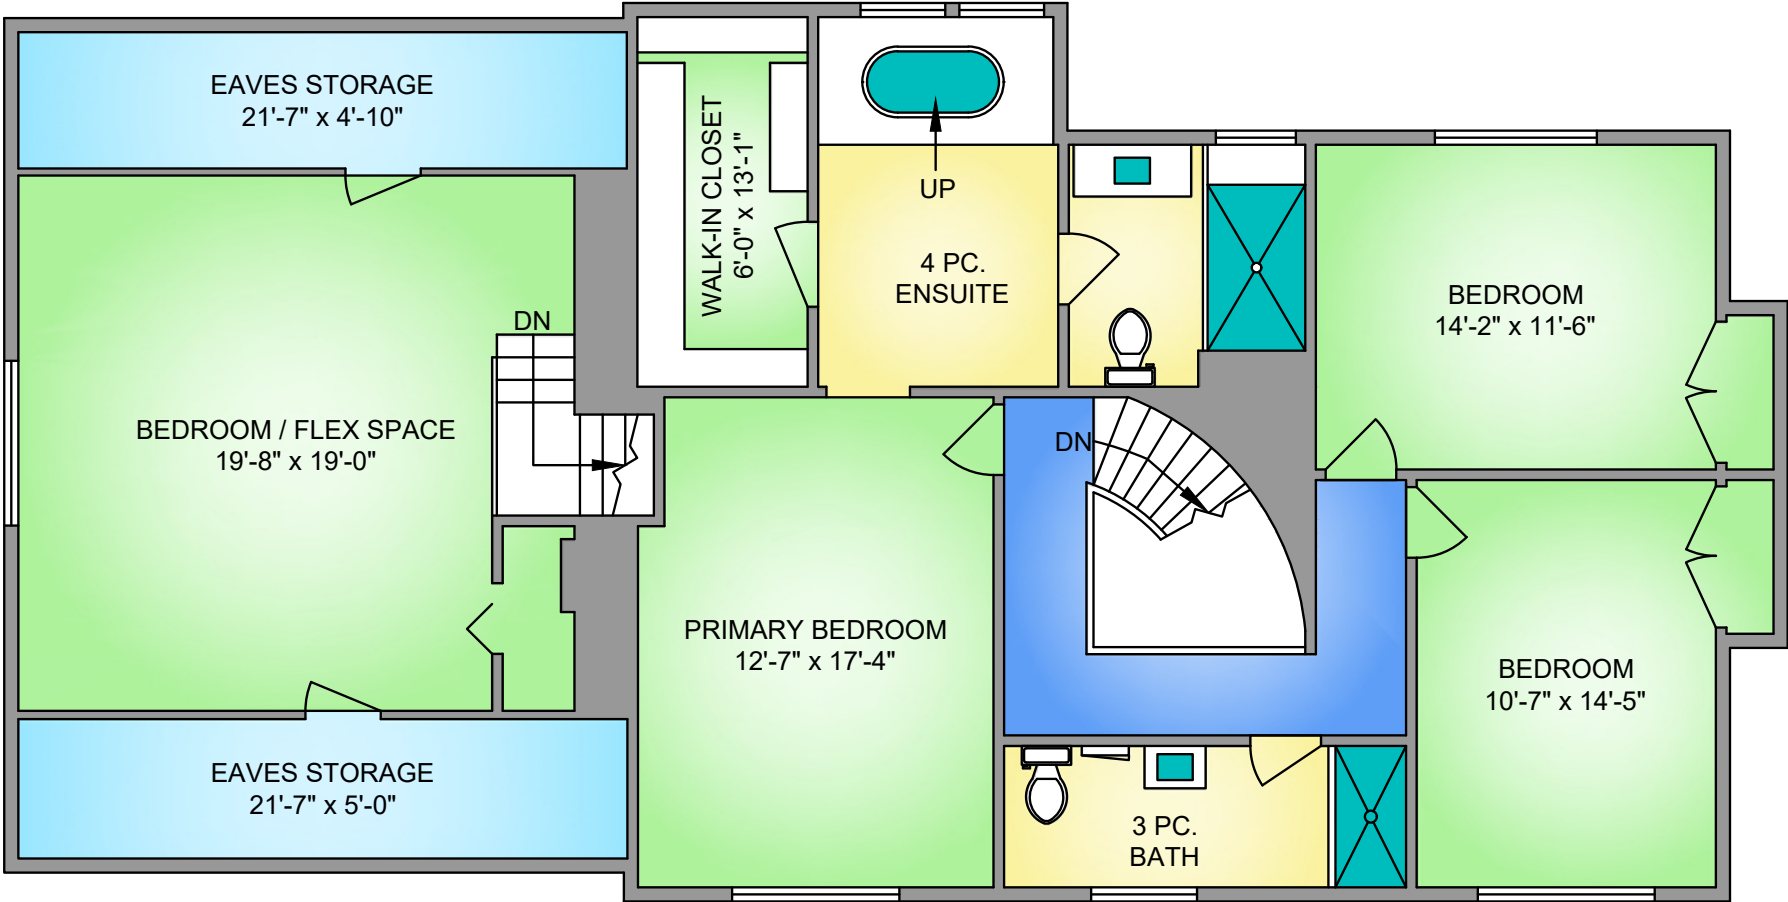 EAVES STORAGE
21'-7" x 4'-10"
WALK-IN CLOSET
6'-0" x 13'-1"
UP
4 PC.
ENSUITE
BEDROOM
14'-2" x 11'-6"
DN
BEDROOM / FLEX SPACE
19'-8" x 19'-0"
DN
PRIMARY BEDROOM
12'-7" x 17'-4"
BEDROOM
10'-7" x 14'-5"
EAVES STORAGE
21'-7" x 5'-0"
3 PC.
BATH